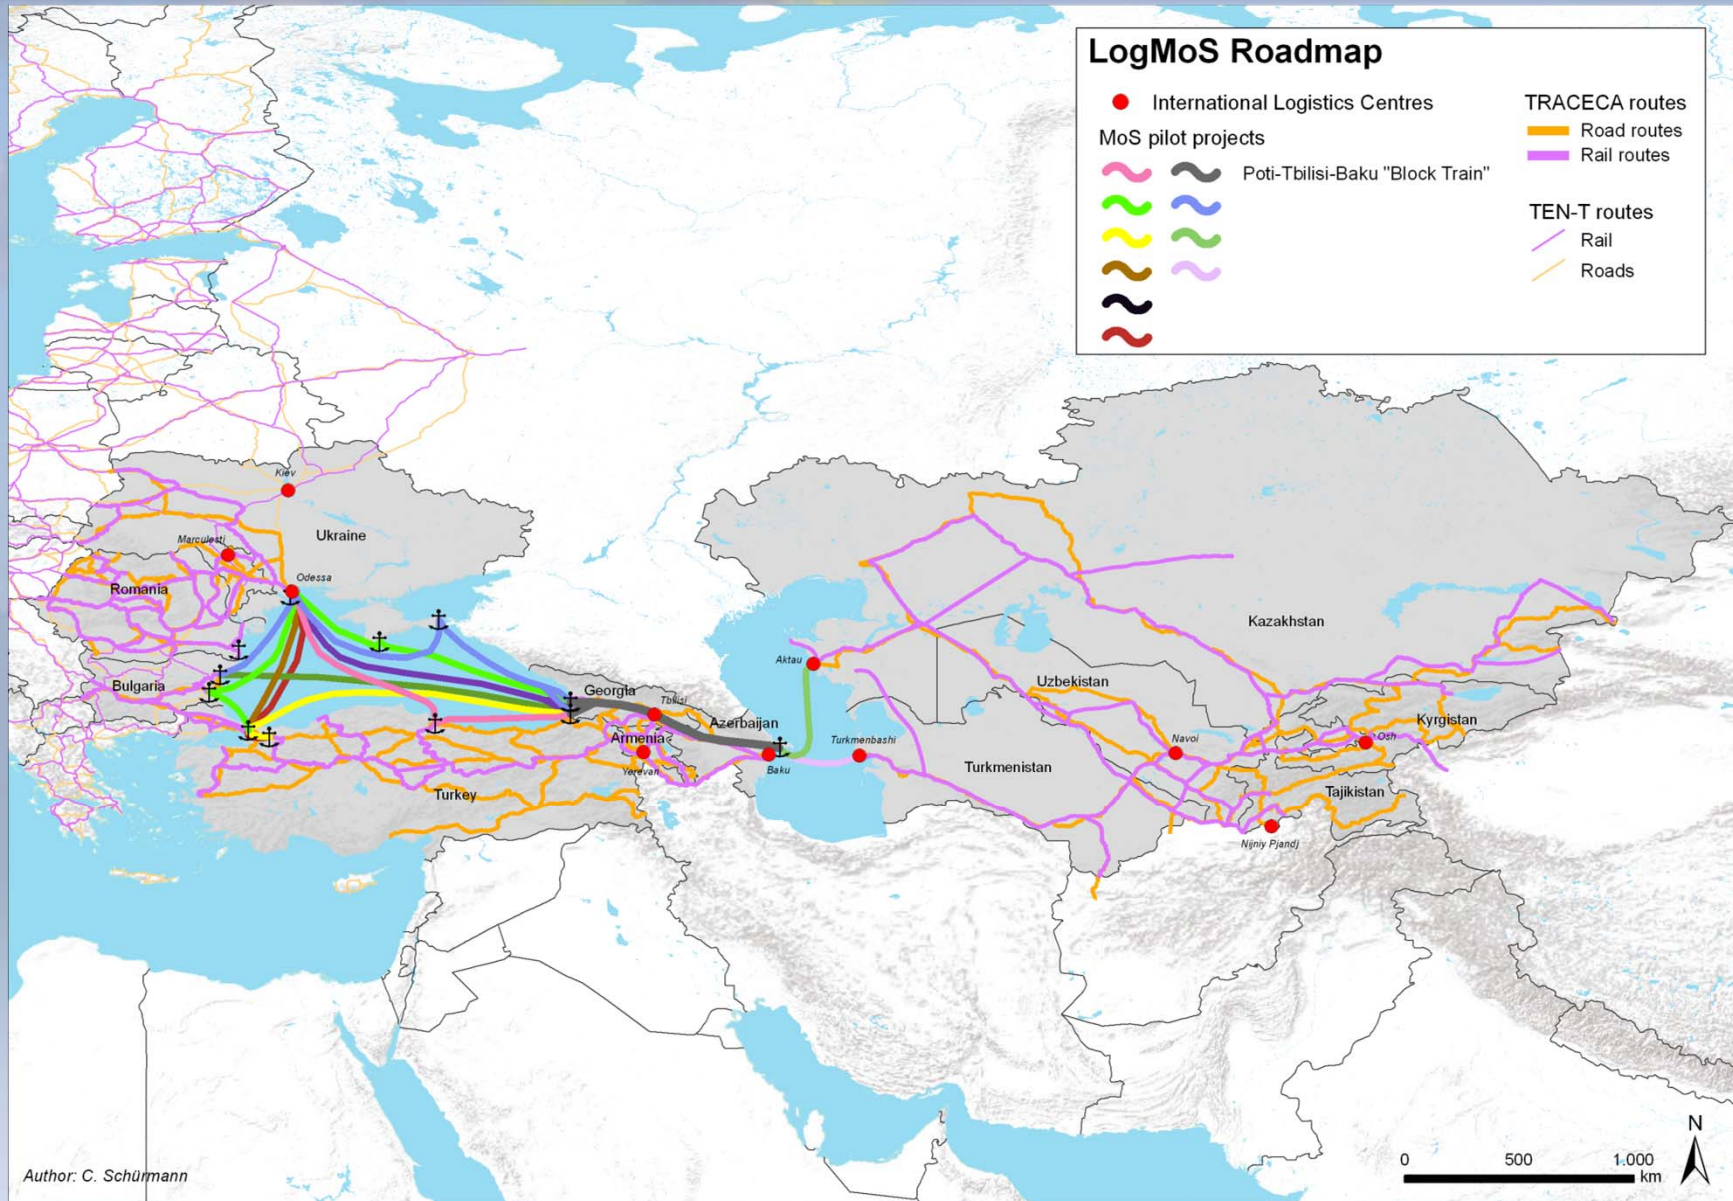 LogMoS Roadmap
International Logistics Centres
MoS pilot projects
Poti-Tbilisi-Baku "Block Train"
TRACECA routes
Road routes
Rail routes
TEN-T routes
Rail
Roads
Kiev
Ukraine
Marculesti
Odessa
Romania
Bulgaria
Georgia
Tbilisi
Azerbaijan
Armenia
Yerevan
Baku
Turkey
Aktau
Turkmenbashi
Kazakhstan
Uzbekistan
Kyrgistan
Navoi
Osh
Turkmenistan
Tajikistan
Nijniy Pjandj
N
0 500 1.000
km
Author: C. Schürmann